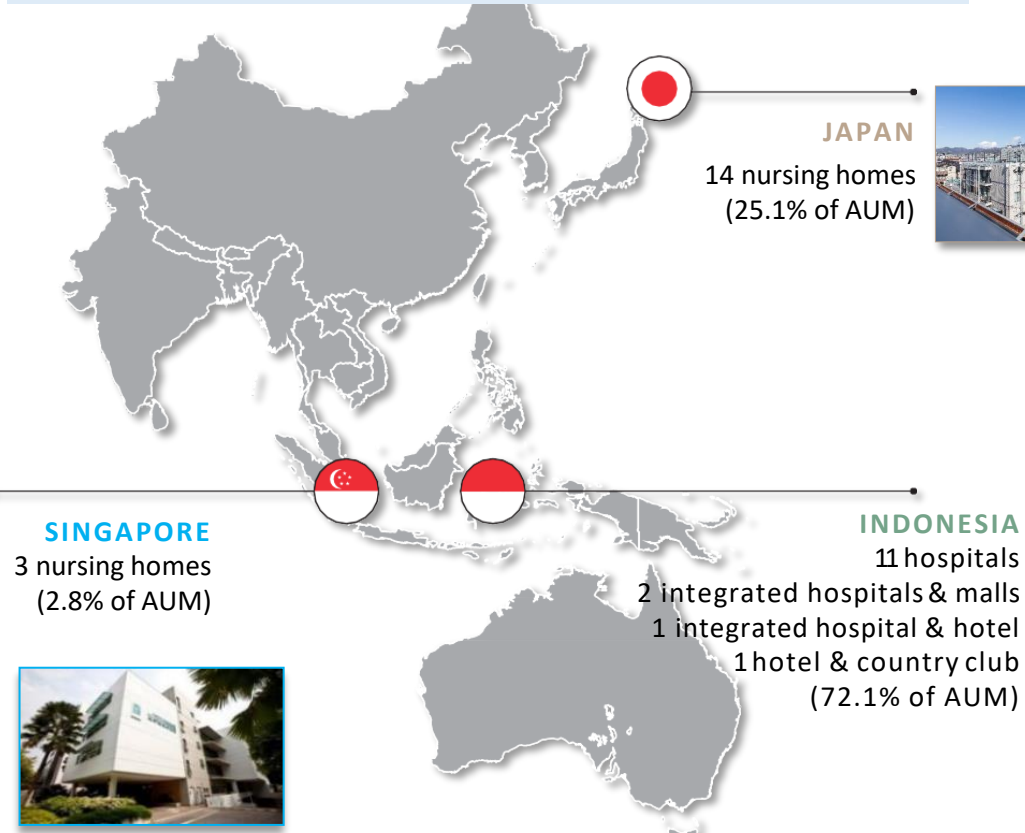 JAPAN
14 nursing homes
(25.1% of AUM)
SINGAPORE
3 nursing homes
(2.8% of AUM)
INDONESIA
11 hospitals
2 integrated hospitals & malls
1 integrated hospital & hotel
1 hotel & country club
(72.1% of AUM)